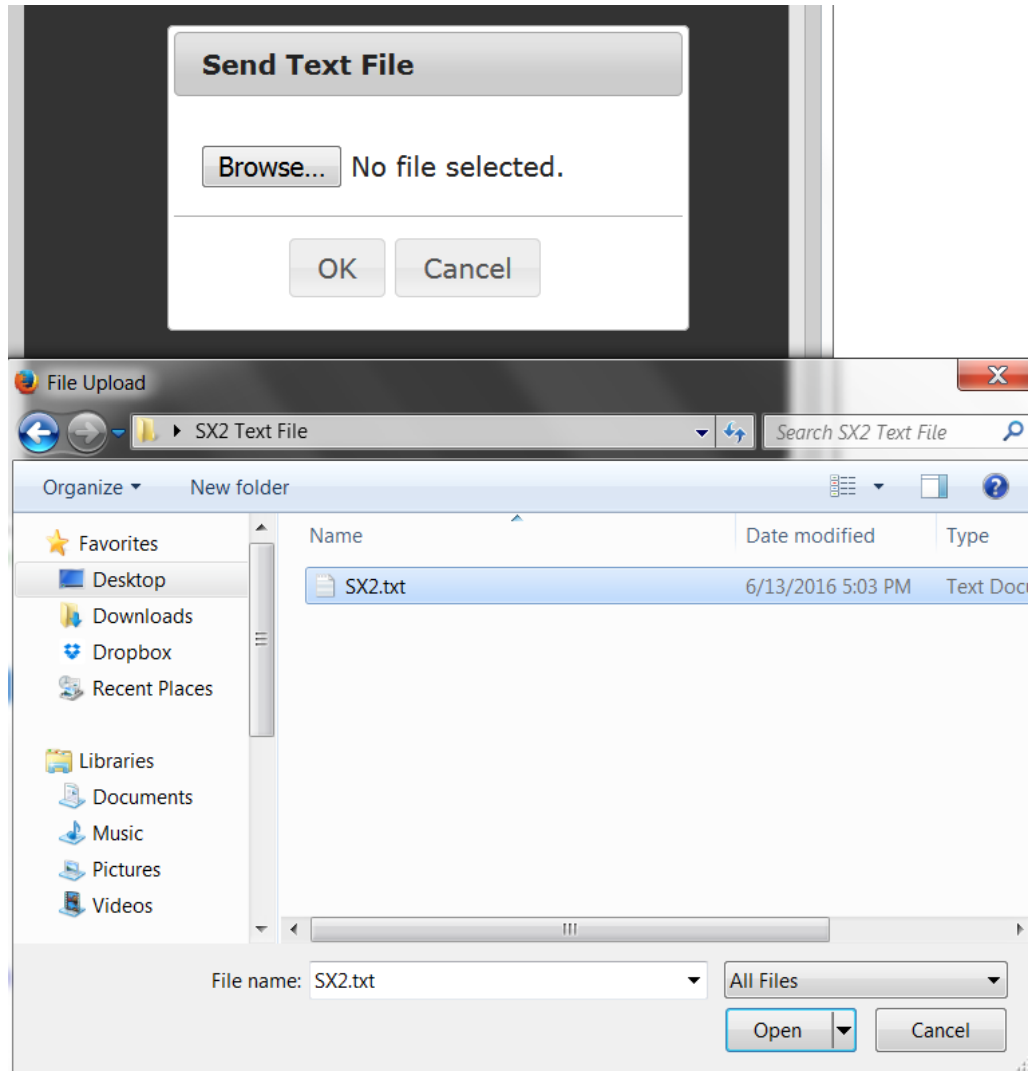 Send Text File
Browse... No file selected.
OK Cancel
File Upload
SX2 Text File Search SX2 Text File
Organize New folder
Name Date modified Type
Favorites
Desktop
SX2.txt 6/13/2016 5:03 PM Text Docu
Downloads
Dropbox
Recent Places
Libraries
Documents
Music
Pictures
Videos
File name: SX2.txt All Files
Open Cancel